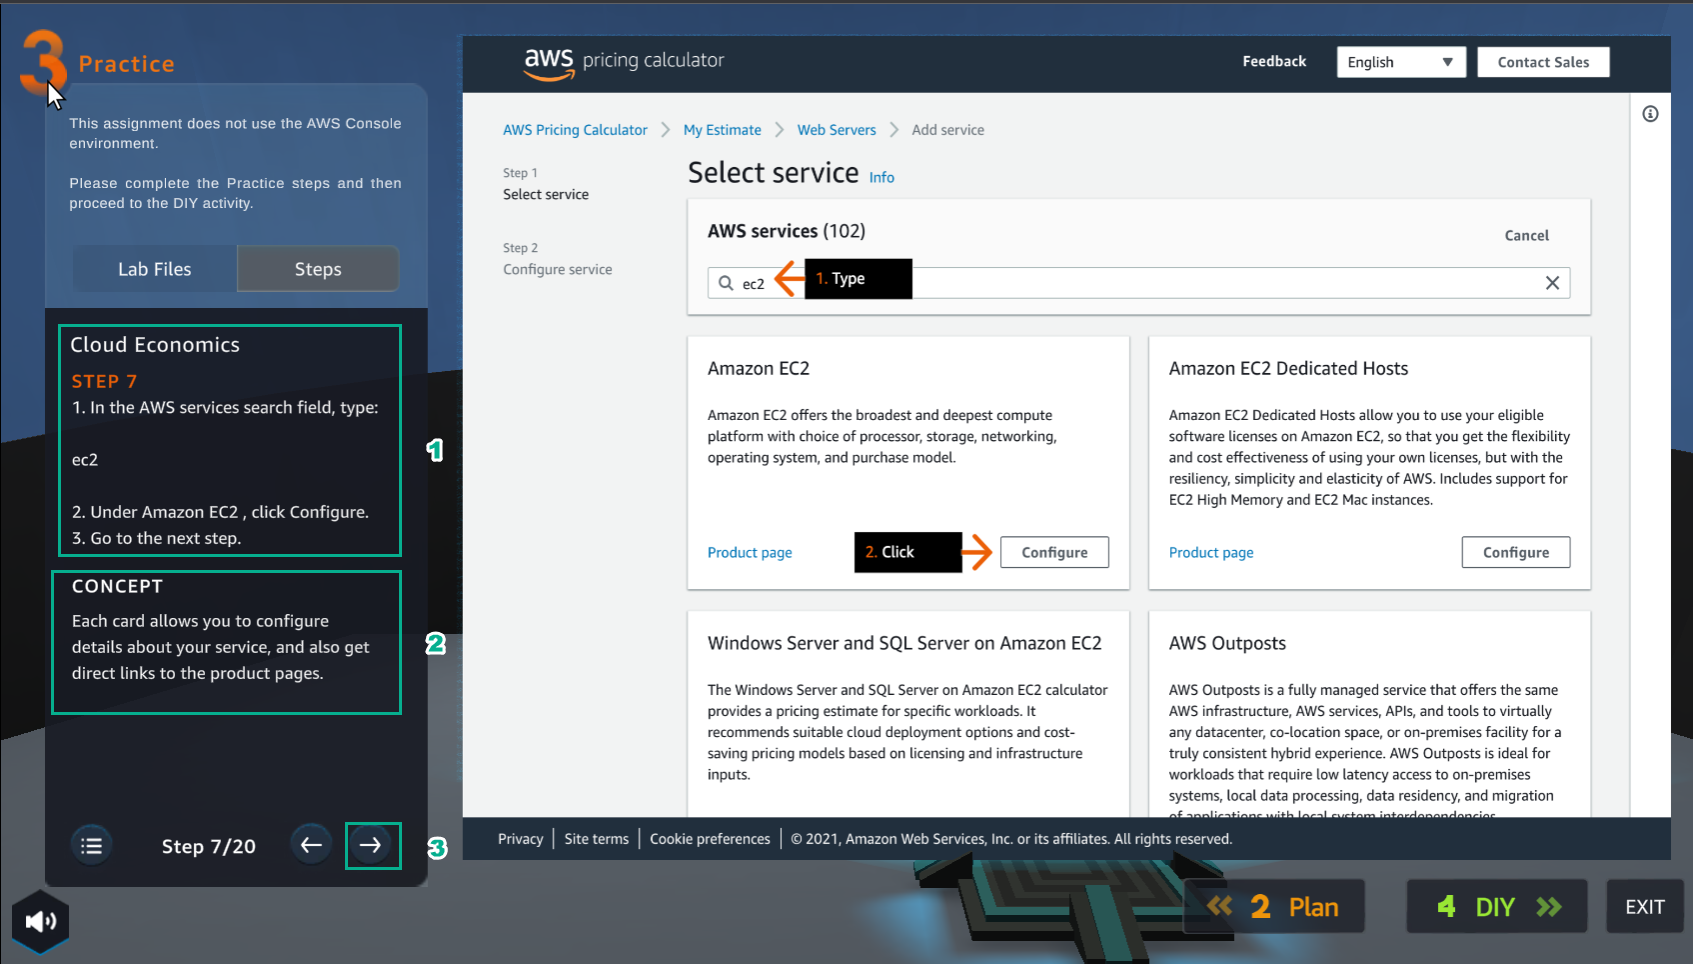 3 Practice
This assignment does not use the AWS Console
environment.
Please complete the Practice steps and then
proceed to the DIY activity.
Lab Files
Steps
Cloud Economics
STEP 7
1. In the AWS services search field, type:
ec2
2. Under Amazon EC2 , click Configure.
3. Go to the next step.
1
CONCEPT
Each card allows you to configure
details about your service, and also get
direct links to the product pages.
2
Step 7/20
3
aws pricing calculator
Feedback
English
Contact Sales
AWS Pricing Calculator
My Estimate
Web Servers
Add service
Step 1
Select service
Step 2
Configure service
Select service Info
AWS services (102)
Cancel
ec2
1. Type
Amazon EC2
Amazon EC2 offers the broadest and deepest compute
platform with choice of processor, storage, networking,
operating system, and purchase model.
Product page
2. Click
Configure
Amazon EC2 Dedicated Hosts
Amazon EC2 Dedicated Hosts allow you to use your eligible
software licenses on Amazon EC2, so that you get the flexibility
and cost effectiveness of using your own licenses, but with the
resiliency, simplicity and elasticity of AWS. Includes support for
EC2 High Memory and EC2 Mac instances.
Product page
Configure
Windows Server and SQL Server on Amazon EC2
The Windows Server and SQL Server on Amazon EC2 calculator
provides a pricing estimate for specific workloads. It
recommends suitable cloud deployment options and cost-
saving pricing models based on licensing and infrastructure
inputs.
AWS Outposts
AWS Outposts is a fully managed service that offers the same
AWS infrastructure, AWS services, APIs, and tools to virtually
any datacenter, co-location space, or on-premises facility for a
truly consistent hybrid experience. AWS Outposts is ideal for
workloads that require low latency access to on-premises
systems, local data processing, data residency, and migration
of applications with local system interdependencies.
Privacy | Site terms | Cookie preferences | © 2021, Amazon Web Services, Inc. or its affiliates. All rights reserved.
2 Plan
4 DIY
EXIT